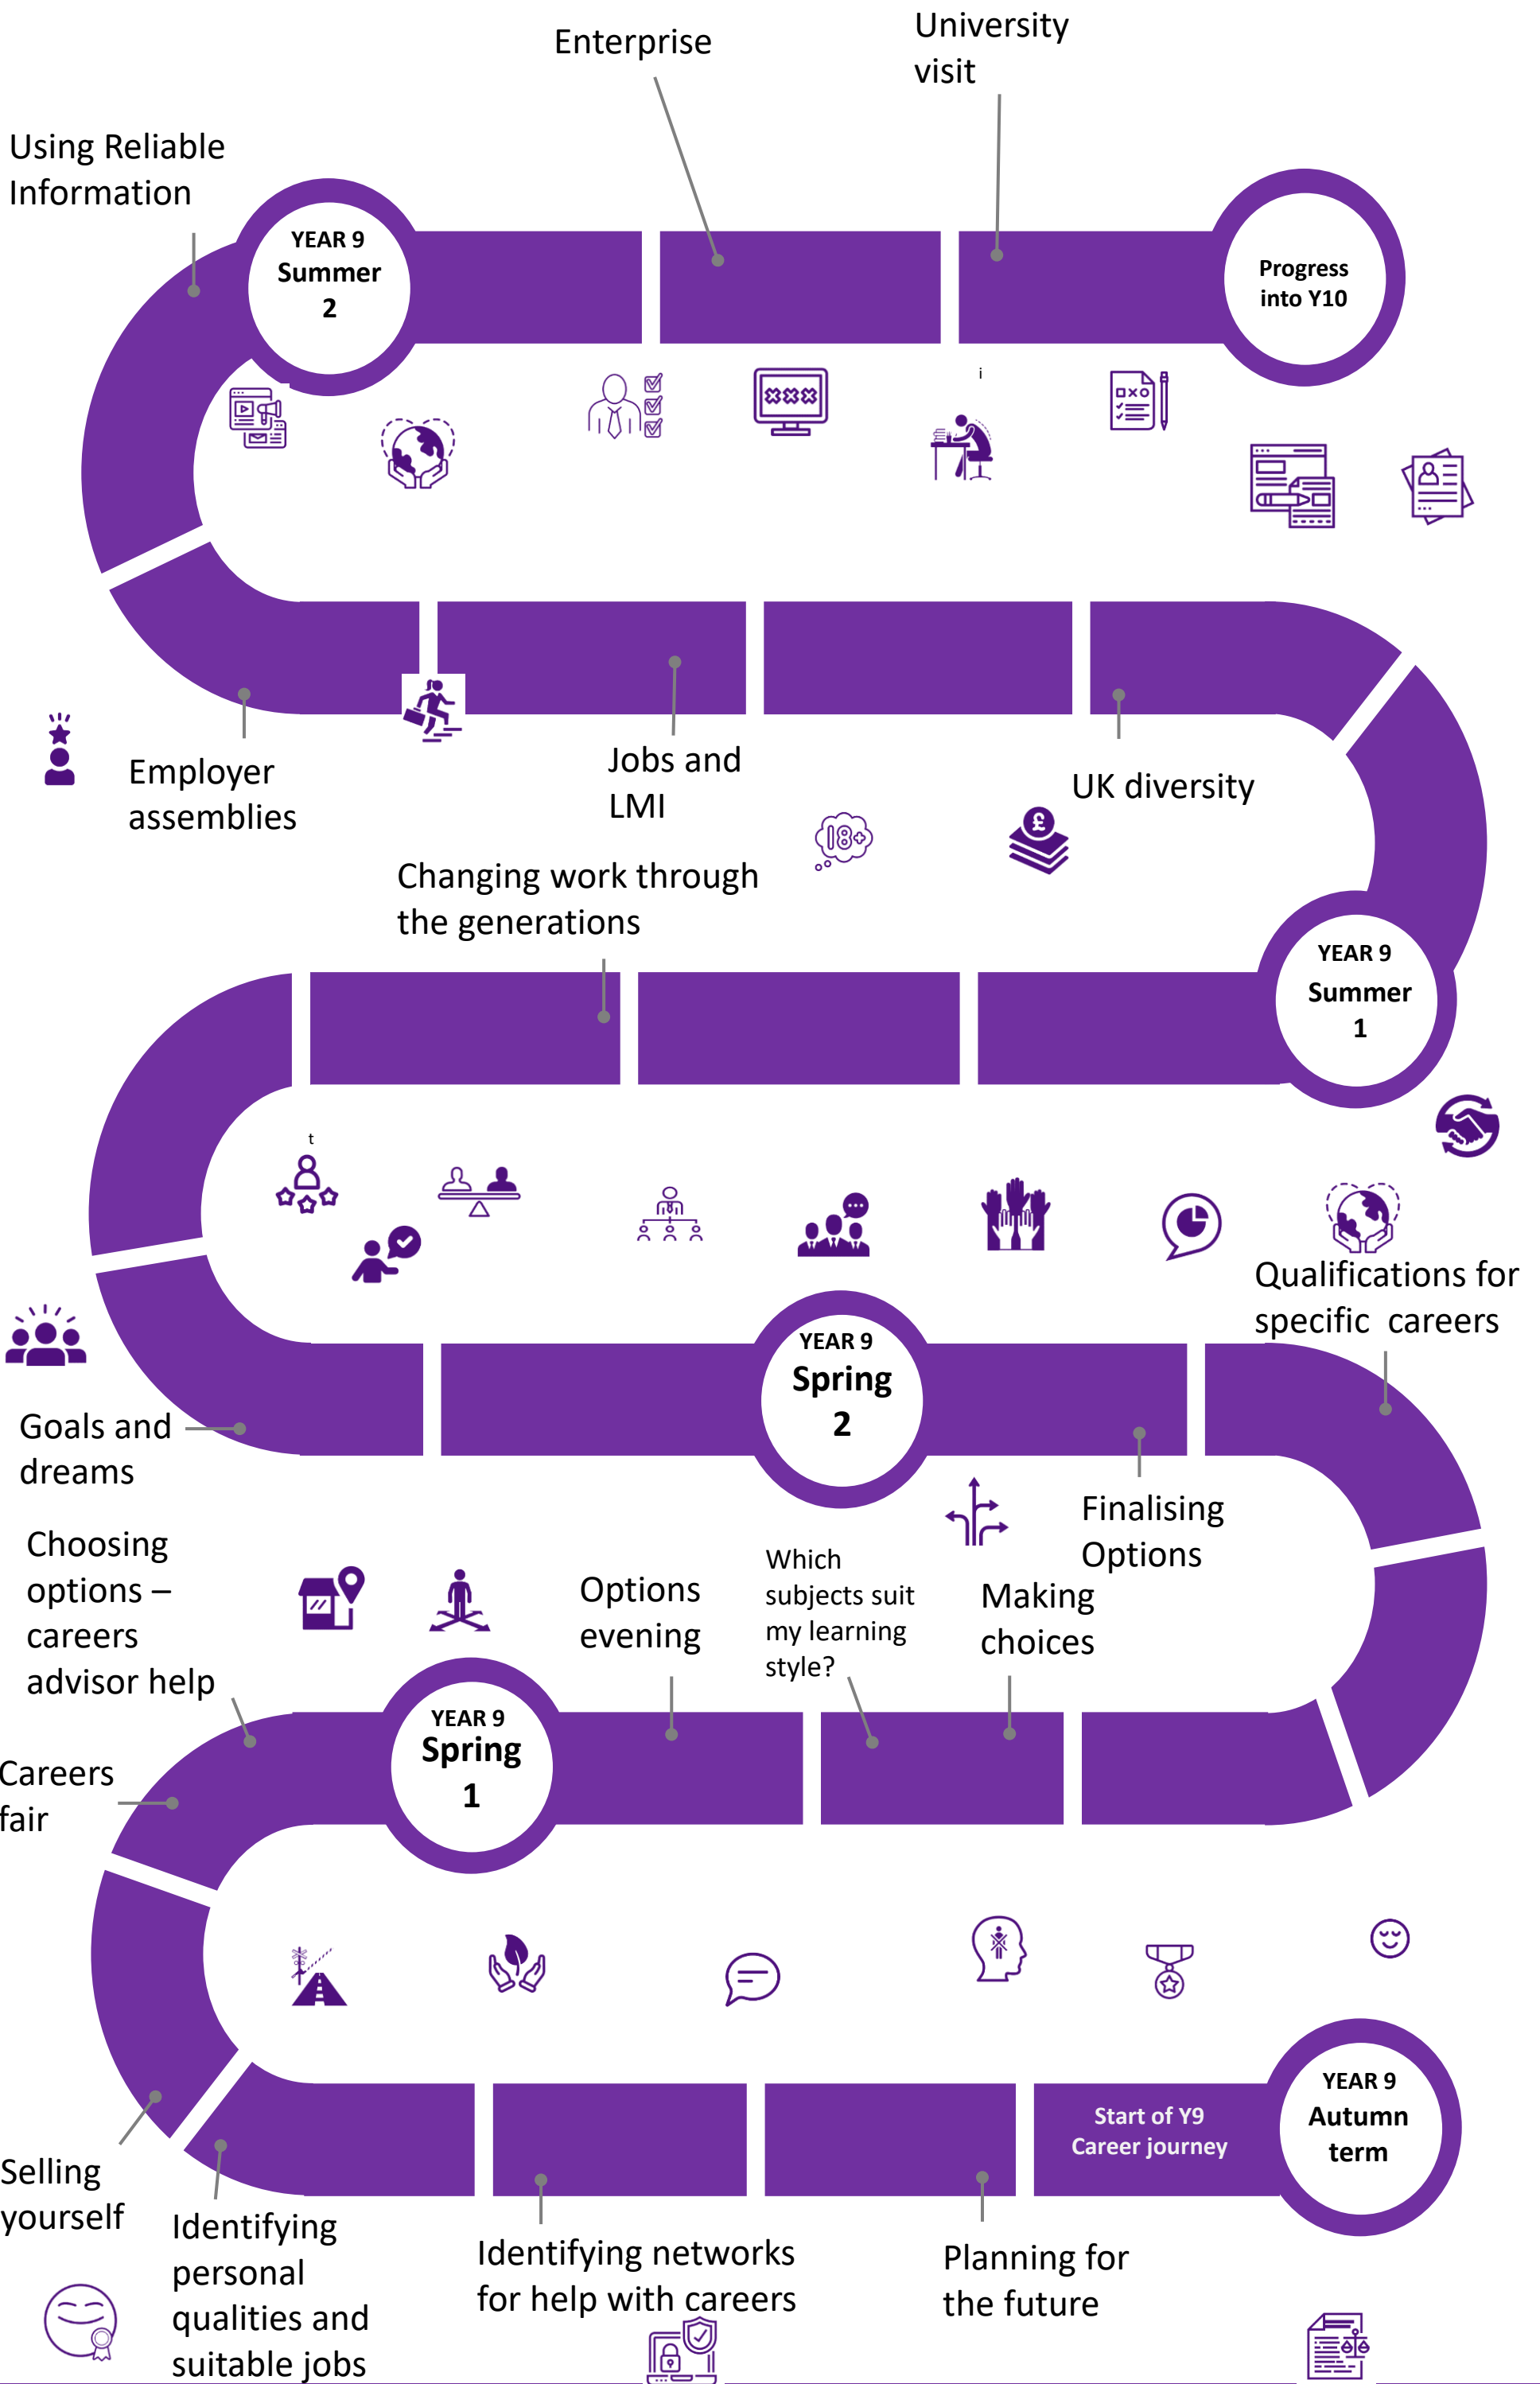 Enterprise
University
visit
Using Reliable
Information
YEAR 9
Summer
2
Progress
into Y10
i
Employer
assemblies
Jobs and
LMI
UK diversity
18+
£
Changing work through
the generations
YEAR 9
Summer
1
t
Qualifications for
specific careers
YEAR 9
Spring
2
Goals and
dreams
Finalising
Options
Choosing
options –
careers
advisor help
Options
evening
Which
subjects suit
my learning
style?
Making
choices
YEAR 9
Spring
1
Careers
fair
Start of Y9
Career journey
YEAR 9
Autumn
term
Selling
yourself
Identifying
personal
qualities and
suitable jobs
Identifying networks
for help with careers
Planning for
the future